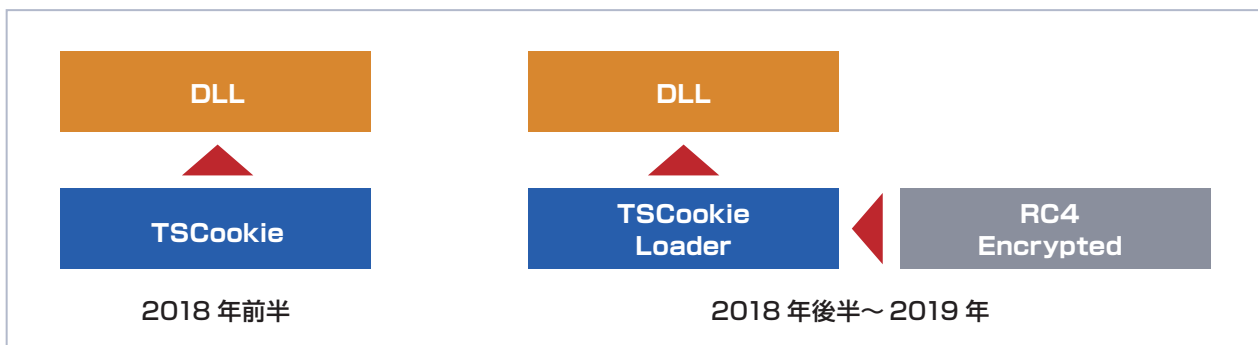 DLL
TSCookie
2018 年前半
DLL
TSCookie
Loader
RC4
Encrypted
2018 年後半～ 2019 年